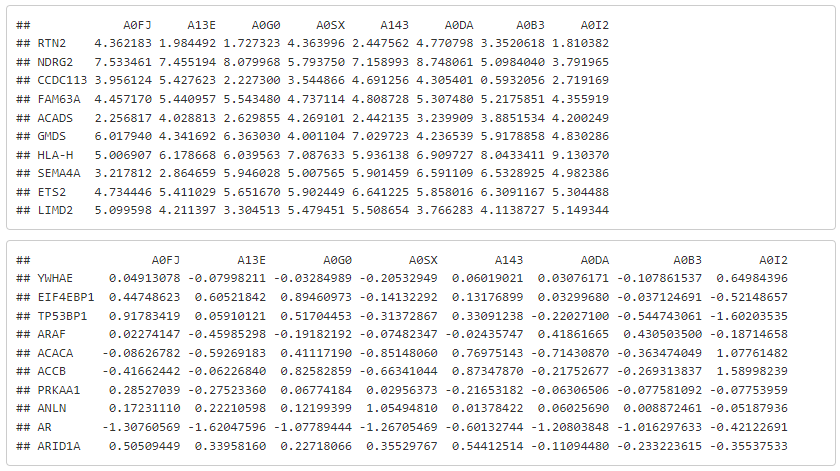 ## A0FJ A13E A0G0 A0SX A143 A0DA A0B3 A0I2
## RTN2 4.362183 1.984492 1.727323 4.363996 2.447562 4.770798 3.3520618 1.810382
## NDRG2 7.533461 7.455194 8.079968 5.793750 7.158993 8.748061 5.0984040 3.791965
## CCDC113 3.956124 5.427623 2.227300 3.544866 4.691256 4.305401 0.5932056 2.719169
## FAM63A 4.457170 5.440957 5.543480 4.737114 4.808728 5.307480 5.2175851 4.355919
## ACADS 2.256817 4.028813 2.629855 4.269101 2.442135 3.239909 3.8851534 4.200249
## GMDS 6.017940 4.341692 6.363030 4.001104 7.029723 4.236539 5.9178858 4.830286
## HLA-H 5.006907 6.178668 6.039563 7.087633 5.936138 6.909727 8.0433411 9.130370
## SEMA4A 3.217812 2.864659 5.946028 5.007565 5.901459 6.591109 6.5328925 4.982386
## ETS2 4.734446 5.411029 5.651670 5.902449 6.641225 5.858016 6.3091167 5.304488
## LIMD2 5.099598 4.211397 3.304513 5.479451 5.508654 3.766283 4.1138727 5.149344
## A0FJ A13E A0G0 A0SX A143 A0DA A0B3 A0I2
## YWHAE 0.04913078 -0.07998211 -0.03284989 -0.20532949 0.06019021 0.03076171 -0.107861537 0.64984396
## EIF4EBP1 0.44748623 0.60521842 0.89460973 -0.14132292 0.13176899 0.03299680 -0.037124691 -0.52148657
## TP53BP1 0.91783419 0.05910121 0.51704453 -0.31372867 0.33091238 -0.22027100 -0.544743061 -1.60203535
## ARAF 0.02274147 -0.45985298 -0.19182192 -0.07482347 -0.02435747 0.41861665 0.430503500 -0.18714658
## ACACA -0.08626782 -0.59269183 0.41117190 -0.85148060 0.76975143 -0.71430870 -0.363474049 1.07761482
## ACCB -0.41662442 -0.06226840 0.82582859 -0.66341044 0.87347870 -0.21752677 -0.269313837 1.58998239
## PRKAA1 0.28527039 -0.27523360 0.06774184 0.02956373 -0.21653182 -0.06306506 -0.077581092 -0.07753959
## ANLN 0.17231110 0.22210598 0.12199399 1.05494810 0.01378422 0.06025690 0.008872461 -0.05187936
## AR -1.30760569 -1.62047596 -1.07789444 -1.26705469 -0.60132744 -1.20803848 -1.016297633 -0.42122691
## ARID1A 0.50509449 0.33958160 0.22718066 0.35529767 0.54412514 -0.11094480 -0.233223615 -0.35537533